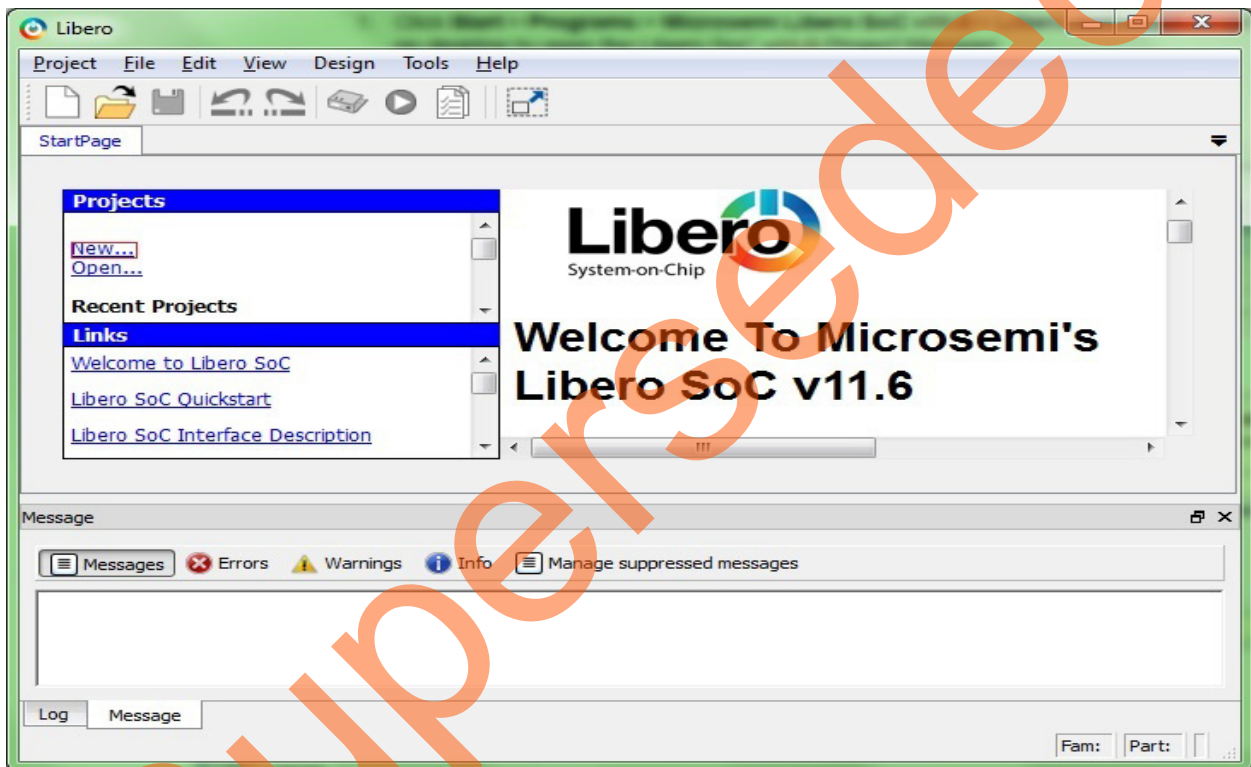 Libero
Project File Edit View Design Tools Help
StartPage
Projects
New...
Open...
Recent Projects
Links
Welcome to Libero SoC
Libero SoC Quickstart
Libero SoC Interface Description
Libero
System-on-Chip
Welcome To Microsemi's
Libero SoC v11.6
Message
Messages Errors Warnings Info Manage suppressed messages
Log Message
Fam: Part:
Superseded